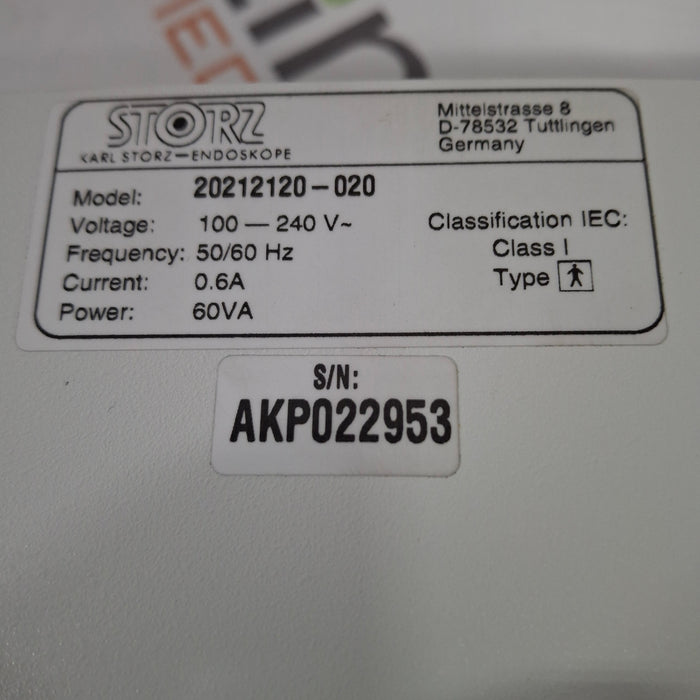 STORZ
KARL STORZ—ENDOSKOPE
Mittelstrasse 8
D-78532 Tuttlingen
Germany
Model: 20212120-020
Voltage: 100 — 240 V~
Frequency: 50/60 Hz
Current: 0.6A
Power: 60VA
Classification IEC:
Class I
Type
S/N:
AKP022953